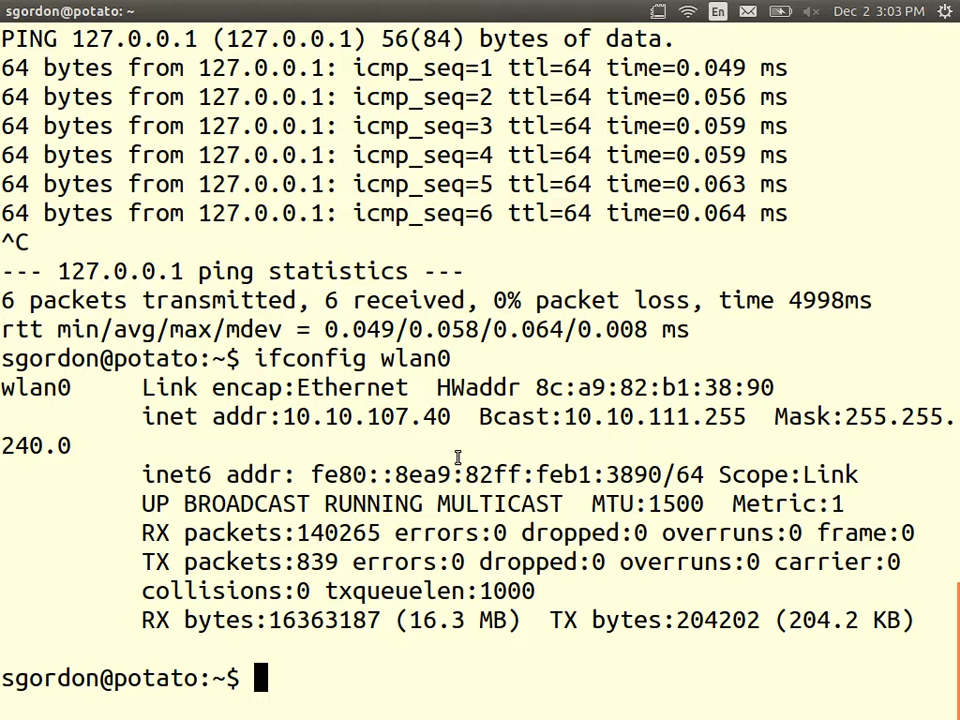 sgordon@potato: ~
En
Dec 2 3:03 PM
PING 127.0.0.1 (127.0.0.1) 56(84) bytes of data.
64 bytes from 127.0.0.1: icmp_seq=1 ttl=64 time=0.049 ms
64 bytes from 127.0.0.1: icmp_seq=2 ttl=64 time=0.056 ms
64 bytes from 127.0.0.1: icmp_seq=3 ttl=64 time=0.059 ms
64 bytes from 127.0.0.1: icmp_seq=4 ttl=64 time=0.059 ms
64 bytes from 127.0.0.1: icmp_seq=5 ttl=64 time=0.063 ms
64 bytes from 127.0.0.1: icmp_seq=6 ttl=64 time=0.064 ms
^C
--- 127.0.0.1 ping statistics ---
6 packets transmitted, 6 received, 0% packet loss, time 4998ms
rtt min/avg/max/mdev = 0.049/0.058/0.064/0.008 ms
sgordon@potato:~$ ifconfig wlan0
wlan0     Link encap:Ethernet  HWaddr 8c:a9:82:b1:38:90
          inet addr:10.10.107.40  Bcast:10.10.111.255  Mask:255.255.
240.0
          inet6 addr: fe80::8ea9:82ff:feb1:3890/64 Scope:Link
          UP BROADCAST RUNNING MULTICAST  MTU:1500  Metric:1
          RX packets:140265 errors:0 dropped:0 overruns:0 frame:0
          TX packets:839 errors:0 dropped:0 overruns:0 carrier:0
          collisions:0 txqueuelen:1000
          RX bytes:16363187 (16.3 MB)  TX bytes:204202 (204.2 KB)
sgordon@potato:~$